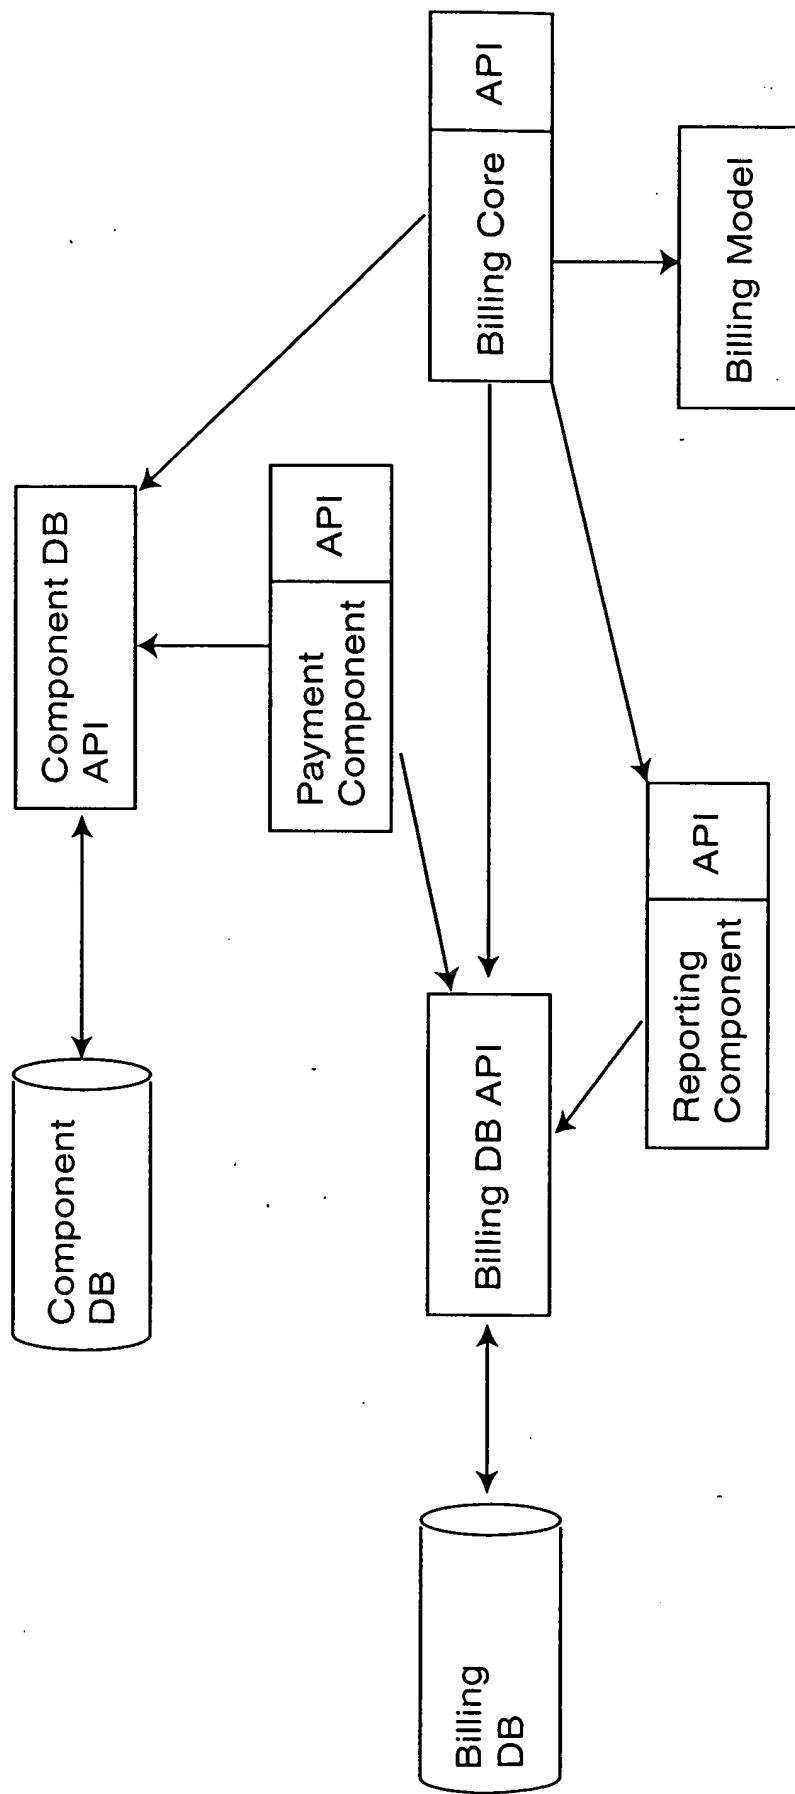 Component
DB
Component DB
API
Payment
Component
API
Billing
DB
Billing DB API
Billing Core
API
Reporting
Component
API
Billing Model